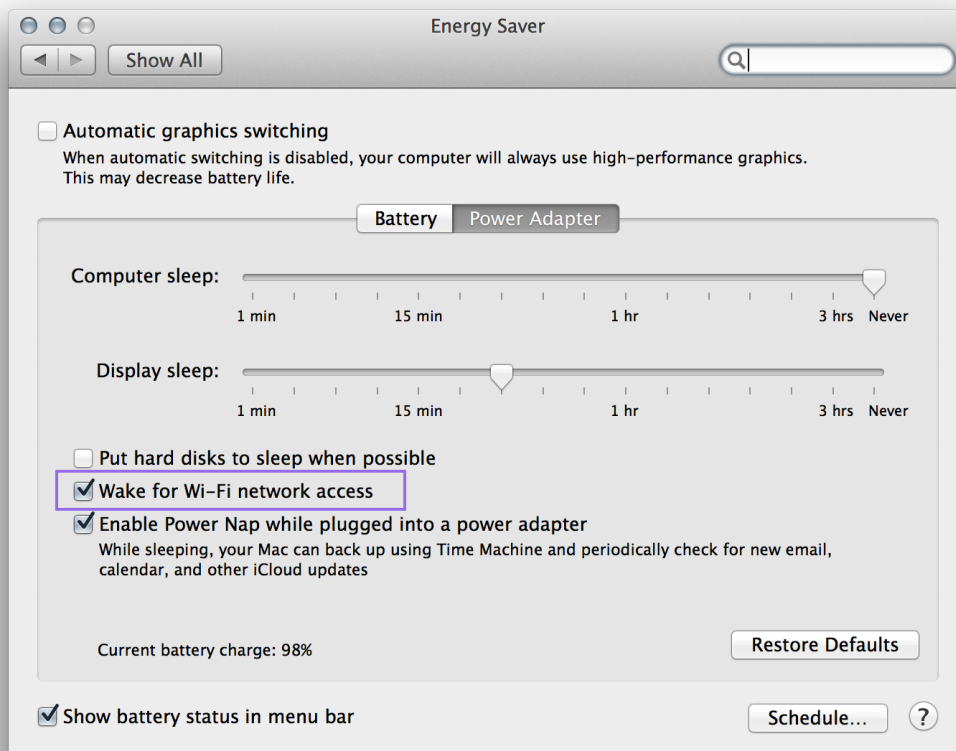 Energy Saver
Show All
Automatic graphics switching
When automatic switching is disabled, your computer will always use high-performance graphics.
This may decrease battery life.
Battery Power Adapter
Computer sleep:
1 min 15 min 1 hr 3 hrs Never
Display sleep:
1 min 15 min 1 hr 3 hrs Never
Put hard disks to sleep when possible
Wake for Wi-Fi network access
Enable Power Nap while plugged into a power adapter
While sleeping, your Mac can back up using Time Machine and periodically check for new email,
calendar, and other iCloud updates
Current battery charge: 98% Restore Defaults
Show battery status in menu bar Schedule... ?